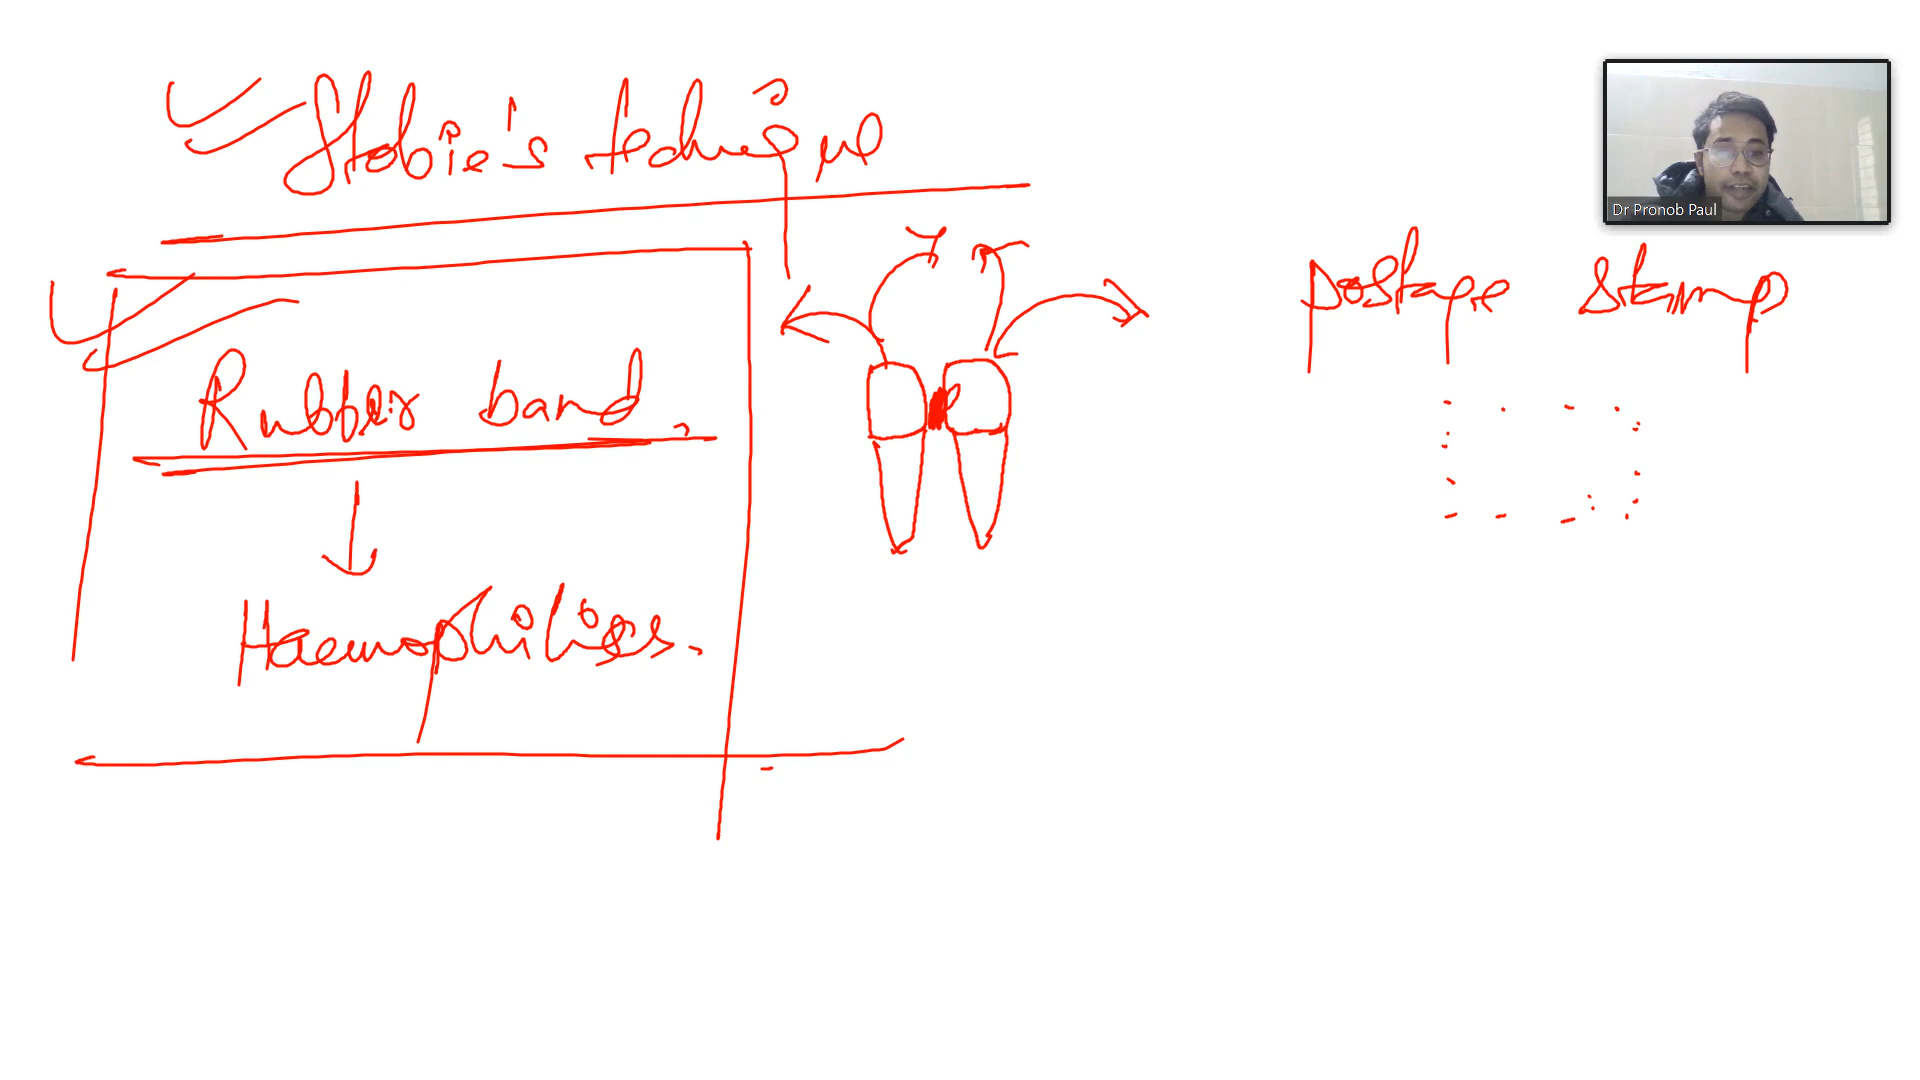 Stobie's technique
Dr Pronob Paul
postage stamp
Rubber band
Haemophilics.